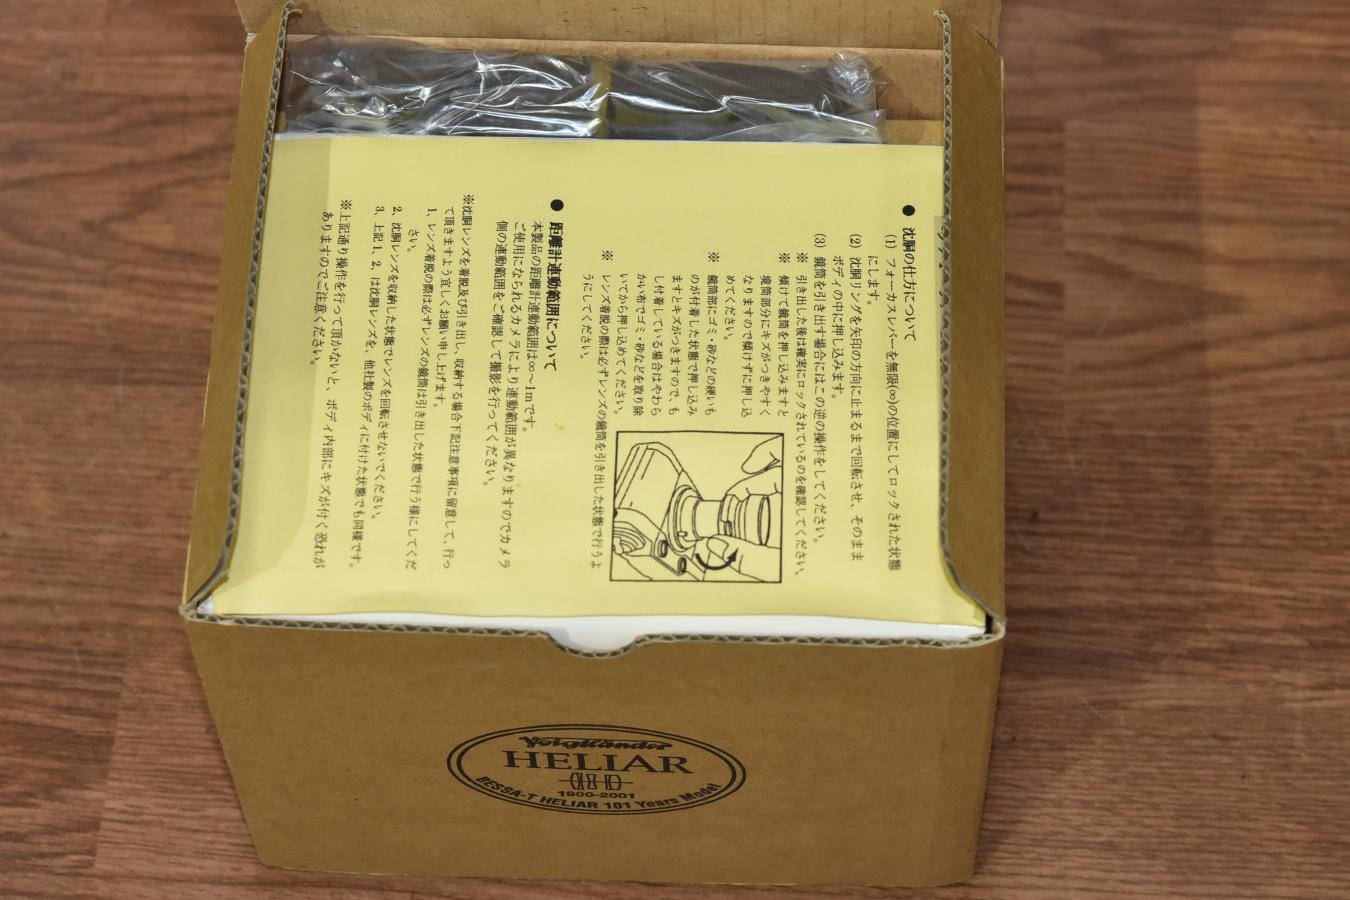 ● 沈胴の仕方について
(1) フォーカスレバーを無限(∞)の位置にしてロックされた状態
にします。
(2) 沈胴リングを矢印の方向に止まるまで回転させ、そのまま
ボディの中に押し込みます。
(3) 鏡筒を引き出す場合にはこの逆の操作をしてください。
※ 引き出した後は確実にロックされているのを確認してください。
※ 傾けて鏡筒を押し込みますと
鏡筒部分にキズがつきやすく
なりますので傾けずに押し込
めてください。
※ 鏡筒部にゴミ・砂などの硬いも
のが付着した状態で押し込み
ますとキズがつきますので、も
し付着している場合はやわら
かい布でゴミ・砂などを取り除
いてから押し込めてください。
※ レンズ着脱の際は必ずレンズの鏡筒を引き出した状態で行うよ
うにしてください。
● 距離計連動範囲について
本製品の距離計連動範囲は∞〜1mです。
ご使用になられるカメラにより連動範囲が異なりますのでカメラ
側の連動範囲をご確認して撮影を行ってください。
※沈胴レンズを着脱及び引き出し、収納する場合下記注意事項に留意して、行っ
て頂きますよう宜しくお願い申し上げます。
1、レンズ着脱の際は必ずレンズの鏡筒は引き出した状態で行う様にしてくだ
さい。
2、沈胴レンズを収納した状態でレンズを回転させないでください。
3、上記1、2、は沈胴レンズを、他社製のボディに付けた状態でも同様です。
※上記通り操作を行って頂かないと、ボディ内部にキズが付く恐れが
ありますのでご注意ください。
Voigtländer
HELIAR
1900-2001
BESSA-T HELIAR 101 Years Model